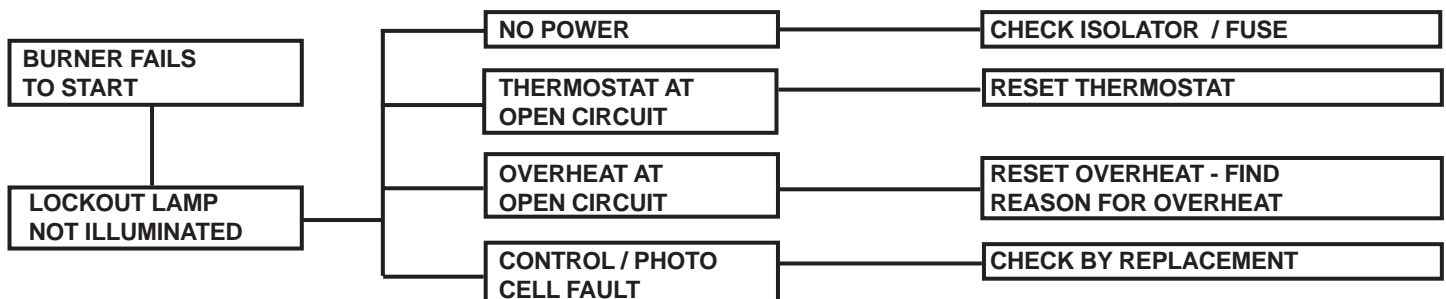 BURNER FAILS
TO START
LOCKOUT LAMP
NOT ILLUMINATED
NO POWER
CHECK ISOLATOR / FUSE
THERMOSTAT AT
OPEN CIRCUIT
RESET THERMOSTAT
OVERHEAT AT
OPEN CIRCUIT
RESET OVERHEAT - FIND
REASON FOR OVERHEAT
CONTROL / PHOTO
CELL FAULT
CHECK BY REPLACEMENT